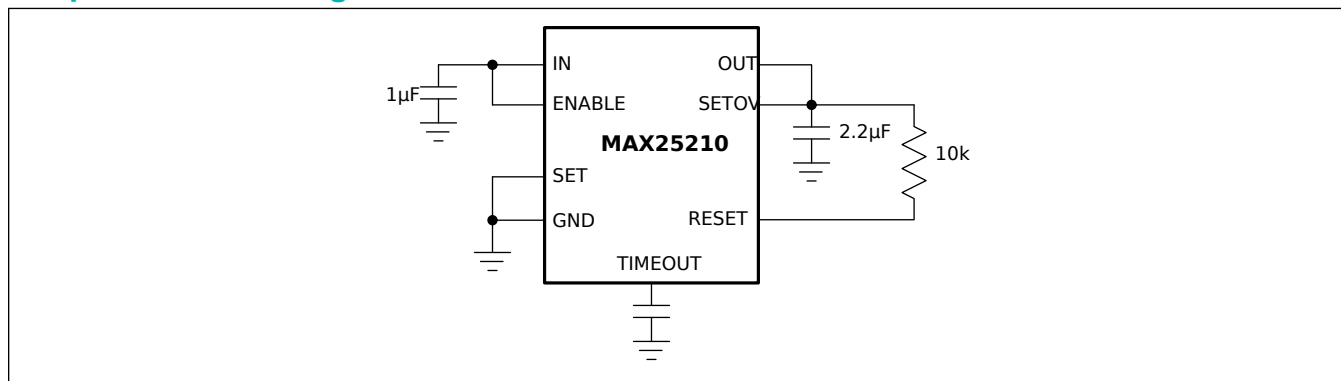 IN
OUT
1µF
ENABLE
SETOV
2.2µF
MAX25210
10k
SET
GND
RESET
TIMEOUT